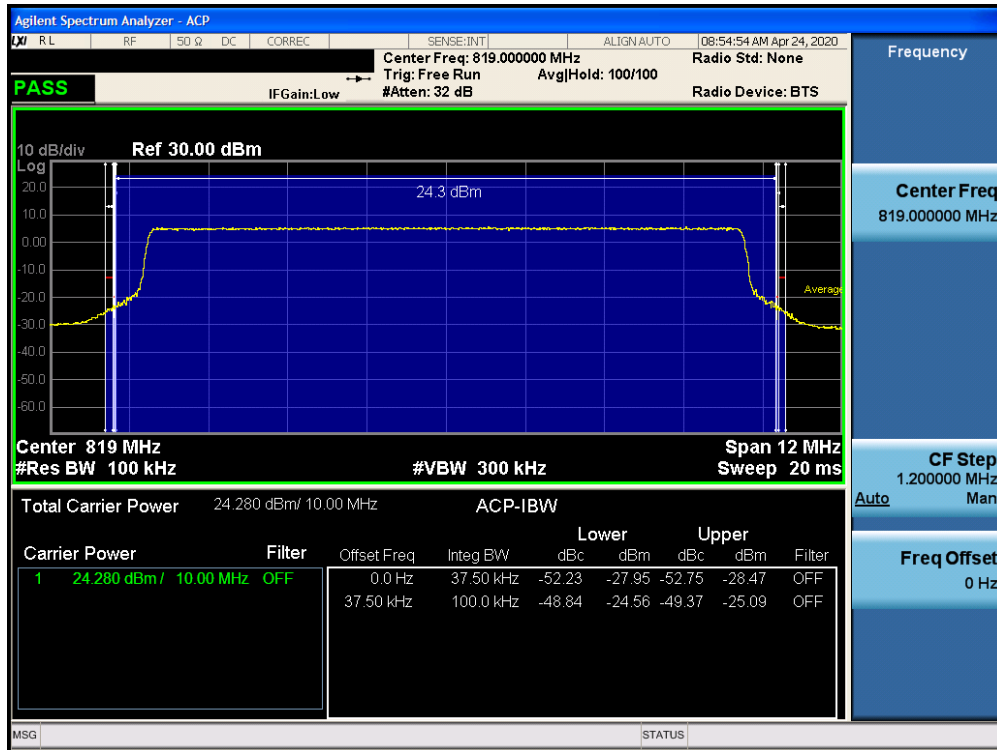 Agilent Spectrum Analyzer - ACP
LXI RL RF 50 Ω DC CORREC SENSE:INT ALIGN AUTO 08:54:54 AM Apr 24, 2020
Center Freq: 819.000000 MHz Radio Std: None
Trig: Free Run Avg|Hold: 100/100
PASS IFGain:Low #Atten: 32 dB Radio Device: BTS
10 dB/div Ref 30.00 dBm
Log
24.3 dBm
20.0
10.0
0.00
-10.0
-20.0
-30.0
-40.0
-50.0
-60.0
Average
Center 819 MHz Span 12 MHz
#Res BW 100 kHz #VBW 300 kHz Sweep 20 ms
Total Carrier Power 24.280 dBm/ 10.00 MHz ACP-IBW
Lower Upper
Carrier Power Filter Offset Freq Integ BW dBc dBm dBc dBm Filter
1 24.280 dBm / 10.00 MHz OFF 0.0 Hz 37.50 kHz -52.23 -27.95 -52.75 -28.47 OFF
37.50 kHz 100.0 kHz -48.84 -24.56 -49.37 -25.09 OFF
Frequency
Center Freq
819.000000 MHz
CF Step
1.200000 MHz
Auto Man
Freq Offset
0 Hz
MSG STATUS